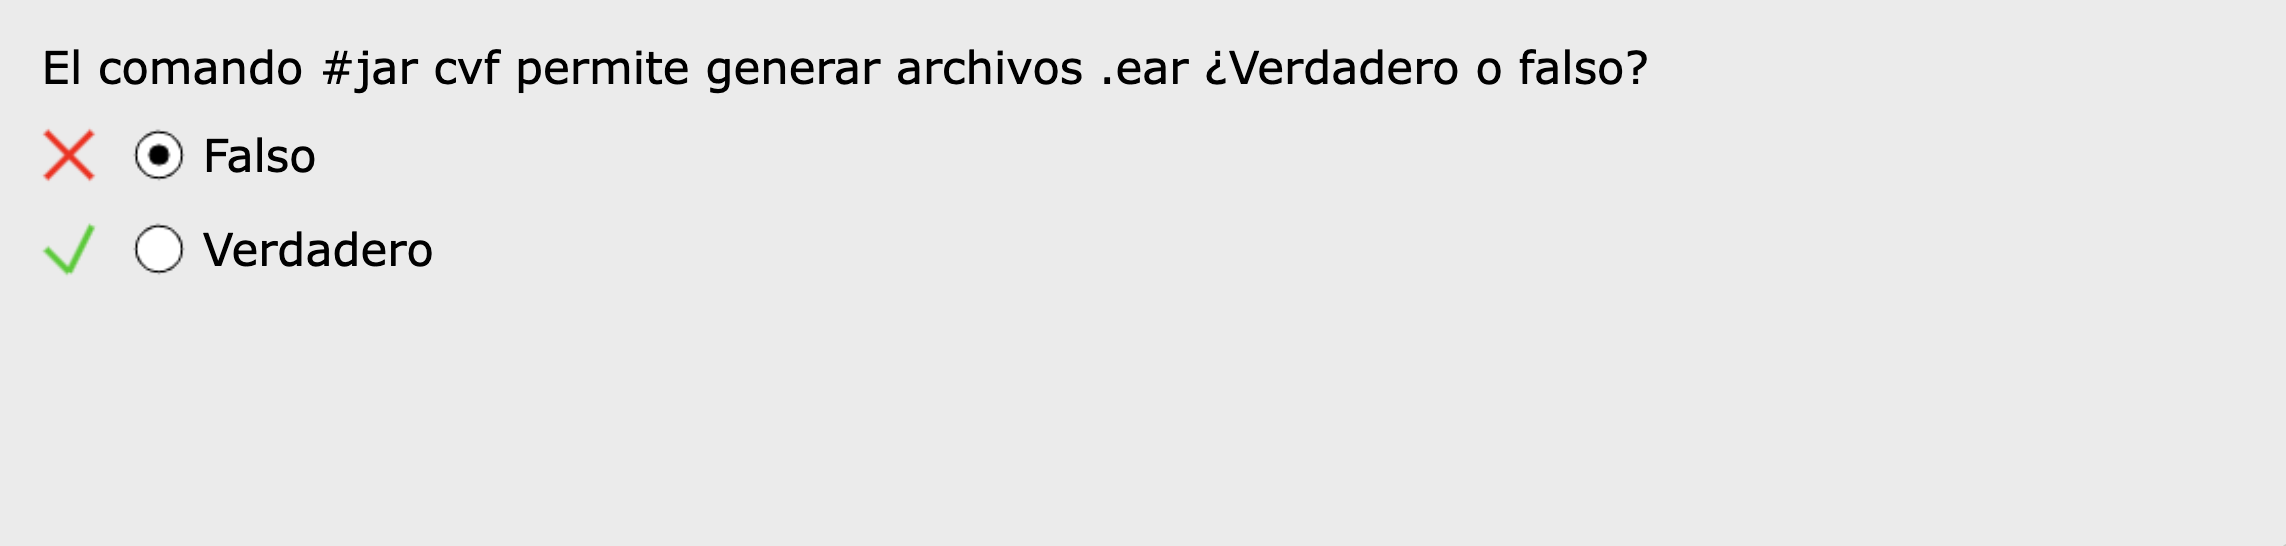 El comando #jar cvf permite generar archivos .ear ¿Verdadero o falso?
Falso
Verdadero